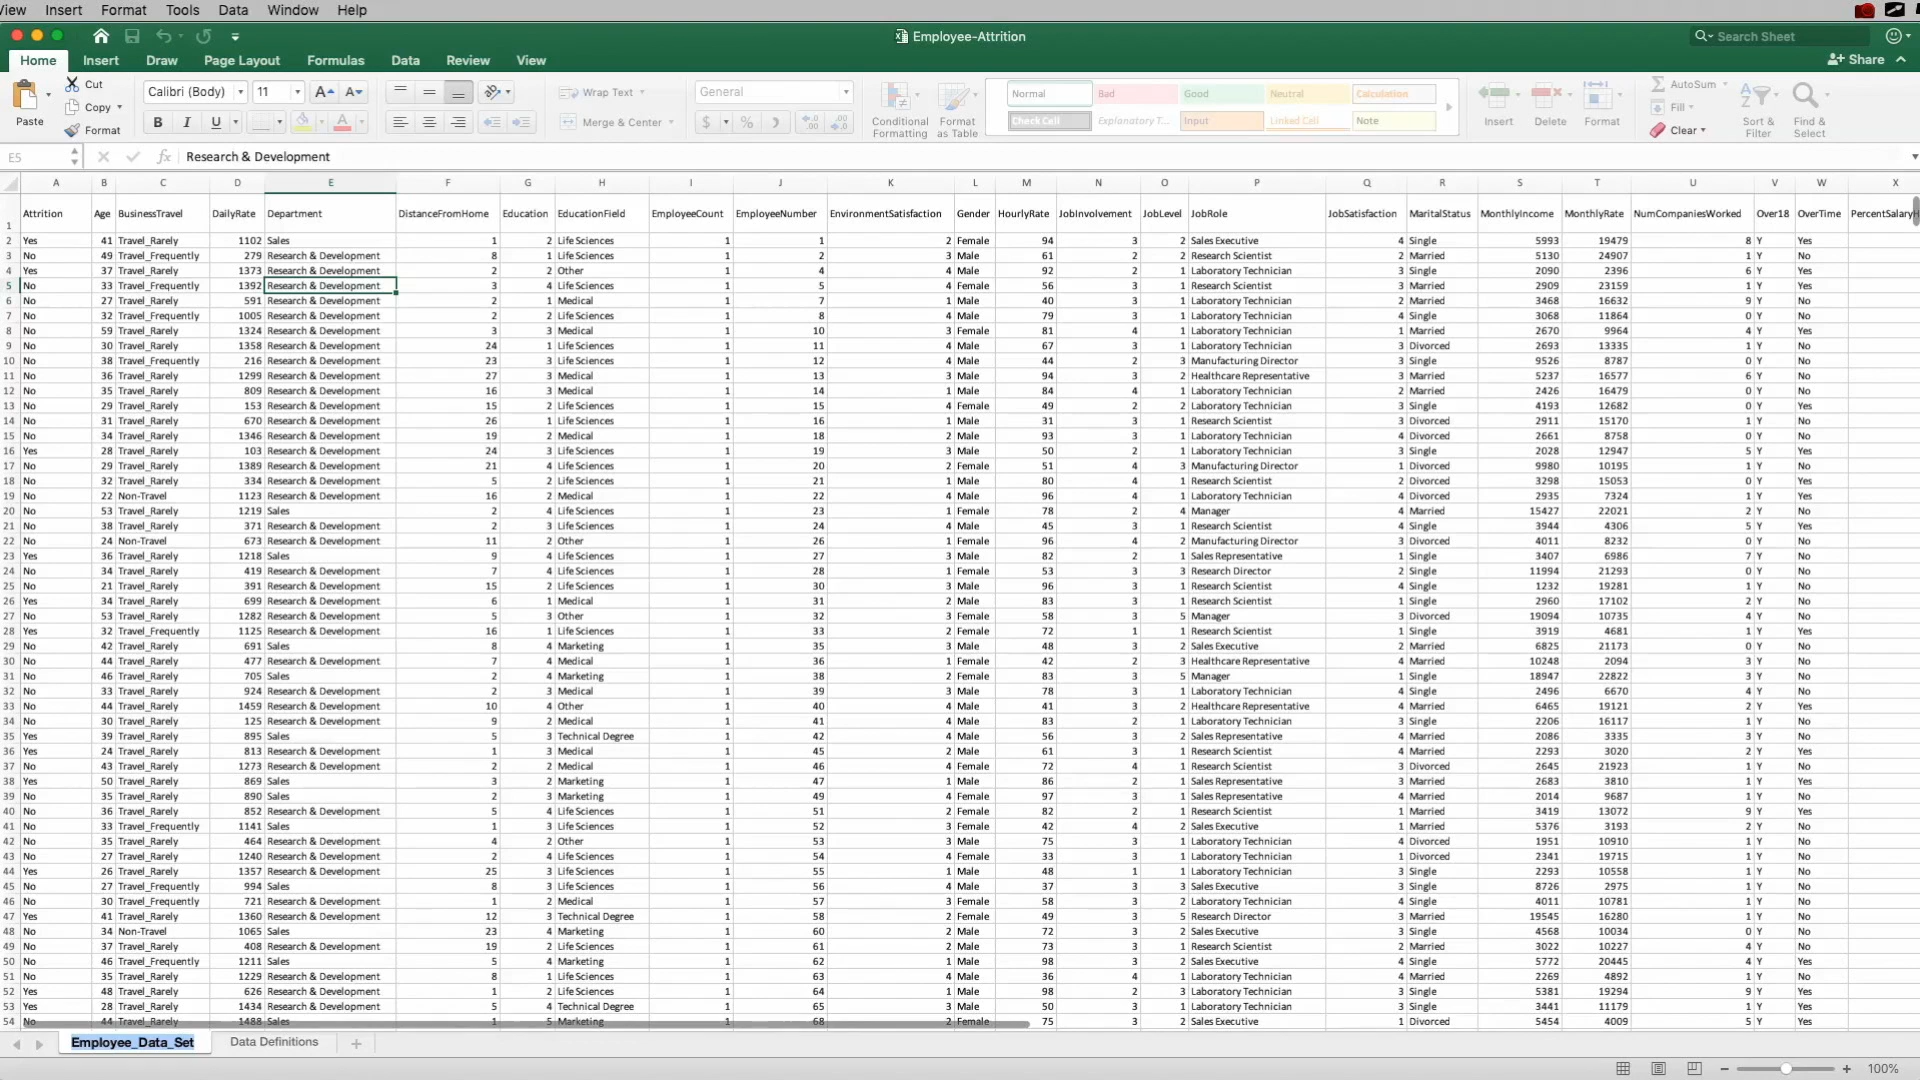 View Insert Format Tools Data Window Help
Employee-Attrition
Search Sheet
Home Insert Draw Page Layout Formulas Data Review View
Share
Cut
Copy
Format
Paste
Calibri (Body) 11
Wrap Text
Merge & Center
General
Conditional Formatting
Format as Table
Normal Bad Good Neutral Calculation
Check Cell Explanatory T... Input Linked Cell Note
Insert Delete Format
AutoSum
Fill
Clear
Sort & Filter
Find & Select
E5 fx Research & Development
A B C D E F G H I J K L M N O P Q R S T U V W X
1 Attrition Age BusinessTravel DailyRate Department DistanceFromHome Education EducationField EmployeeCount EmployeeNumber EnvironmentSatisfaction Gender HourlyRate JobInvolvement JobLevel JobRole JobSatisfaction MaritalStatus MonthlyIncome MonthlyRate NumCompaniesWorked Over18 OverTime PercentSalaryH
2 Yes 41 Travel_Rarely 1102 Sales 1 2 Life Sciences 1 1 2 Female 94 3 2 Sales Executive 4 Single 5993 19479 8 Y Yes
3 No 49 Travel_Frequently 279 Research & Development 8 1 Life Sciences 1 2 3 Male 61 2 2 Research Scientist 2 Married 5130 24907 1 Y No
4 Yes 37 Travel_Rarely 1373 Research & Development 2 2 Other 1 4 4 Male 92 2 1 Laboratory Technician 3 Single 2090 2396 6 Y Yes
5 No 33 Travel_Frequently 1392 Research & Development 3 4 Life Sciences 1 5 4 Female 56 3 1 Research Scientist 3 Married 2909 23159 1 Y Yes
6 No 27 Travel_Rarely 591 Research & Development 2 1 Medical 1 7 1 Male 40 3 1 Laboratory Technician 2 Married 3468 16632 9 Y No
7 No 32 Travel_Frequently 1005 Research & Development 2 2 Life Sciences 1 8 4 Male 79 3 1 Laboratory Technician 4 Single 3068 11864 0 Y No
8 No 59 Travel_Rarely 1324 Research & Development 3 3 Medical 1 10 3 Female 81 4 1 Laboratory Technician 1 Married 2670 9964 4 Y Yes
9 No 30 Travel_Rarely 1358 Research & Development 24 1 Life Sciences 1 11 4 Male 67 3 1 Laboratory Technician 3 Divorced 2693 13335 1 Y No
10 No 38 Travel_Frequently 216 Research & Development 23 3 Life Sciences 1 12 4 Male 44 2 3 Manufacturing Director 3 Single 9526 8787 0 Y No
11 No 36 Travel_Rarely 1299 Research & Development 27 3 Medical 1 13 3 Male 94 3 2 Healthcare Representative 3 Married 5237 16577 6 Y No
12 No 35 Travel_Rarely 809 Research & Development 16 3 Medical 1 14 1 Male 84 4 1 Laboratory Technician 2 Married 2426 16479 0 Y No
13 No 29 Travel_Rarely 153 Research & Development 15 2 Life Sciences 1 15 4 Female 49 2 2 Laboratory Technician 3 Single 4193 12682 0 Y Yes
14 No 31 Travel_Rarely 670 Research & Development 26 1 Life Sciences 1 16 1 Male 31 3 1 Research Scientist 3 Divorced 2911 15170 1 Y No
15 No 34 Travel_Rarely 1346 Research & Development 19 2 Medical 1 18 2 Male 93 3 1 Laboratory Technician 4 Divorced 2661 8758 0 Y No
16 Yes 28 Travel_Rarely 103 Research & Development 24 3 Life Sciences 1 19 3 Male 50 2 1 Laboratory Technician 3 Single 2028 12947 5 Y Yes
17 No 29 Travel_Rarely 1389 Research & Development 21 4 Life Sciences 1 20 2 Female 51 4 3 Manufacturing Director 1 Divorced 9980 10195 1 Y No
18 No 32 Travel_Rarely 334 Research & Development 5 2 Life Sciences 1 21 1 Male 80 4 1 Research Scientist 2 Divorced 3298 15053 0 Y Yes
19 No 22 Non-Travel 1123 Research & Development 16 2 Medical 1 22 4 Male 96 4 1 Laboratory Technician 4 Divorced 2935 7324 1 Y Yes
20 No 53 Travel_Rarely 1219 Sales 2 4 Life Sciences 1 23 1 Female 78 2 4 Manager 4 Married 15427 22021 2 Y No
21 No 38 Travel_Rarely 371 Research & Development 2 3 Life Sciences 1 24 4 Male 45 3 1 Research Scientist 4 Single 3944 4306 5 Y Yes
22 No 24 Non-Travel 673 Research & Development 11 2 Other 1 26 1 Female 96 4 2 Manufacturing Director 3 Divorced 4011 8232 0 Y No
23 Yes 36 Travel_Rarely 1218 Sales 9 4 Life Sciences 1 27 3 Male 82 2 1 Sales Representative 1 Single 3407 6986 7 Y No
24 No 34 Travel_Rarely 419 Research & Development 7 4 Life Sciences 1 28 1 Female 53 3 3 Research Director 2 Single 11994 21293 0 Y No
25 No 21 Travel_Rarely 391 Research & Development 15 2 Life Sciences 1 30 3 Male 96 3 1 Research Scientist 4 Single 1232 19281 1 Y No
26 Yes 34 Travel_Rarely 699 Research & Development 6 1 Medical 1 31 2 Male 83 3 1 Research Scientist 1 Single 2960 17102 2 Y No
27 No 53 Travel_Rarely 1282 Research & Development 5 3 Other 1 32 3 Female 58 3 5 Manager 3 Divorced 19094 10735 4 Y No
28 Yes 32 Travel_Frequently 1125 Research & Development 16 1 Life Sciences 1 33 2 Female 72 1 1 Research Scientist 1 Single 3919 4681 1 Y Yes
29 No 42 Travel_Rarely 691 Sales 8 4 Marketing 1 35 3 Male 48 3 2 Sales Executive 2 Married 6825 21173 0 Y No
30 No 44 Travel_Rarely 477 Research & Development 7 4 Medical 1 36 1 Female 42 2 3 Healthcare Representative 4 Married 10248 2094 3 Y No
31 No 46 Travel_Rarely 705 Sales 2 4 Marketing 1 38 2 Female 83 3 5 Manager 1 Single 18947 22822 3 Y No
32 No 33 Travel_Rarely 924 Research & Development 2 3 Medical 1 39 3 Male 78 3 1 Laboratory Technician 4 Single 2496 6670 4 Y No
33 No 44 Travel_Rarely 1459 Research & Development 10 4 Other 1 40 4 Male 41 3 2 Healthcare Representative 4 Married 6465 19121 2 Y Yes
34 No 30 Travel_Rarely 125 Research & Development 9 2 Medical 1 41 4 Male 83 2 1 Laboratory Technician 3 Single 2206 16117 1 Y No
35 Yes 39 Travel_Rarely 895 Sales 5 3 Technical Degree 1 42 4 Male 56 3 2 Sales Representative 4 Married 2086 3335 3 Y No
36 Yes 24 Travel_Rarely 813 Research & Development 1 3 Medical 1 45 2 Male 61 3 1 Research Scientist 4 Married 2293 3020 2 Y Yes
37 No 43 Travel_Rarely 1273 Research & Development 2 2 Medical 1 46 4 Female 72 4 1 Research Scientist 3 Divorced 2645 21923 1 Y No
38 Yes 50 Travel_Rarely 869 Sales 3 2 Marketing 1 47 1 Male 86 2 1 Sales Representative 3 Married 2683 3810 1 Y Yes
39 No 35 Travel_Rarely 890 Sales 2 3 Marketing 1 49 4 Female 97 3 1 Sales Representative 4 Married 2014 9687 1 Y No
40 No 36 Travel_Rarely 852 Research & Development 5 4 Life Sciences 1 51 2 Female 82 2 1 Research Scientist 1 Married 3419 13072 9 Y Yes
41 No 33 Travel_Frequently 1141 Sales 1 3 Life Sciences 1 52 3 Female 42 4 2 Sales Executive 1 Married 5376 3193 2 Y No
42 No 35 Travel_Rarely 464 Research & Development 4 2 Other 1 53 3 Male 75 3 1 Laboratory Technician 4 Divorced 1951 10910 1 Y No
43 No 27 Travel_Rarely 1240 Research & Development 2 4 Life Sciences 1 54 4 Female 33 3 1 Laboratory Technician 1 Divorced 2341 19715 1 Y No
44 Yes 26 Travel_Rarely 1357 Research & Development 25 3 Life Sciences 1 55 1 Male 48 1 1 Laboratory Technician 3 Single 2293 10558 1 Y No
45 No 27 Travel_Frequently 994 Sales 8 3 Life Sciences 1 56 4 Male 37 3 3 Sales Executive 3 Single 8726 2975 1 Y No
46 No 30 Travel_Frequently 721 Research & Development 1 2 Medical 1 57 3 Female 58 3 2 Laboratory Technician 4 Single 4011 10781 1 Y No
47 Yes 41 Travel_Rarely 1360 Research & Development 12 3 Technical Degree 1 58 2 Female 49 3 5 Research Director 3 Married 19545 16280 1 Y No
48 No 34 Non-Travel 1065 Sales 23 4 Marketing 1 60 2 Male 72 3 2 Sales Executive 3 Single 4568 10034 0 Y No
49 No 37 Travel_Rarely 408 Research & Development 19 2 Life Sciences 1 61 2 Male 73 3 1 Research Scientist 2 Married 3022 10227 4 Y No
50 No 46 Travel_Frequently 1211 Sales 5 4 Marketing 1 62 1 Male 98 3 2 Sales Executive 4 Single 5772 20445 4 Y Yes
51 No 35 Travel_Rarely 1229 Research & Development 8 1 Life Sciences 1 63 4 Male 36 4 1 Laboratory Technician 4 Married 2269 4892 1 Y No
52 Yes 48 Travel_Rarely 626 Research & Development 1 2 Life Sciences 1 64 1 Male 98 2 3 Laboratory Technician 3 Single 5381 19294 9 Y Yes
53 Yes 28 Travel_Rarely 1434 Research & Development 5 4 Technical Degree 1 65 3 Male 50 3 1 Laboratory Technician 3 Single 3441 11179 1 Y Yes
54 No 44 Travel_Rarely 1488 Sales 1 5 Marketing 1 68 2 Female 75 3 2 Sales Executive 1 Divorced 5454 4009 5 Y Yes
Employee_Data_Set Data Definitions
100%